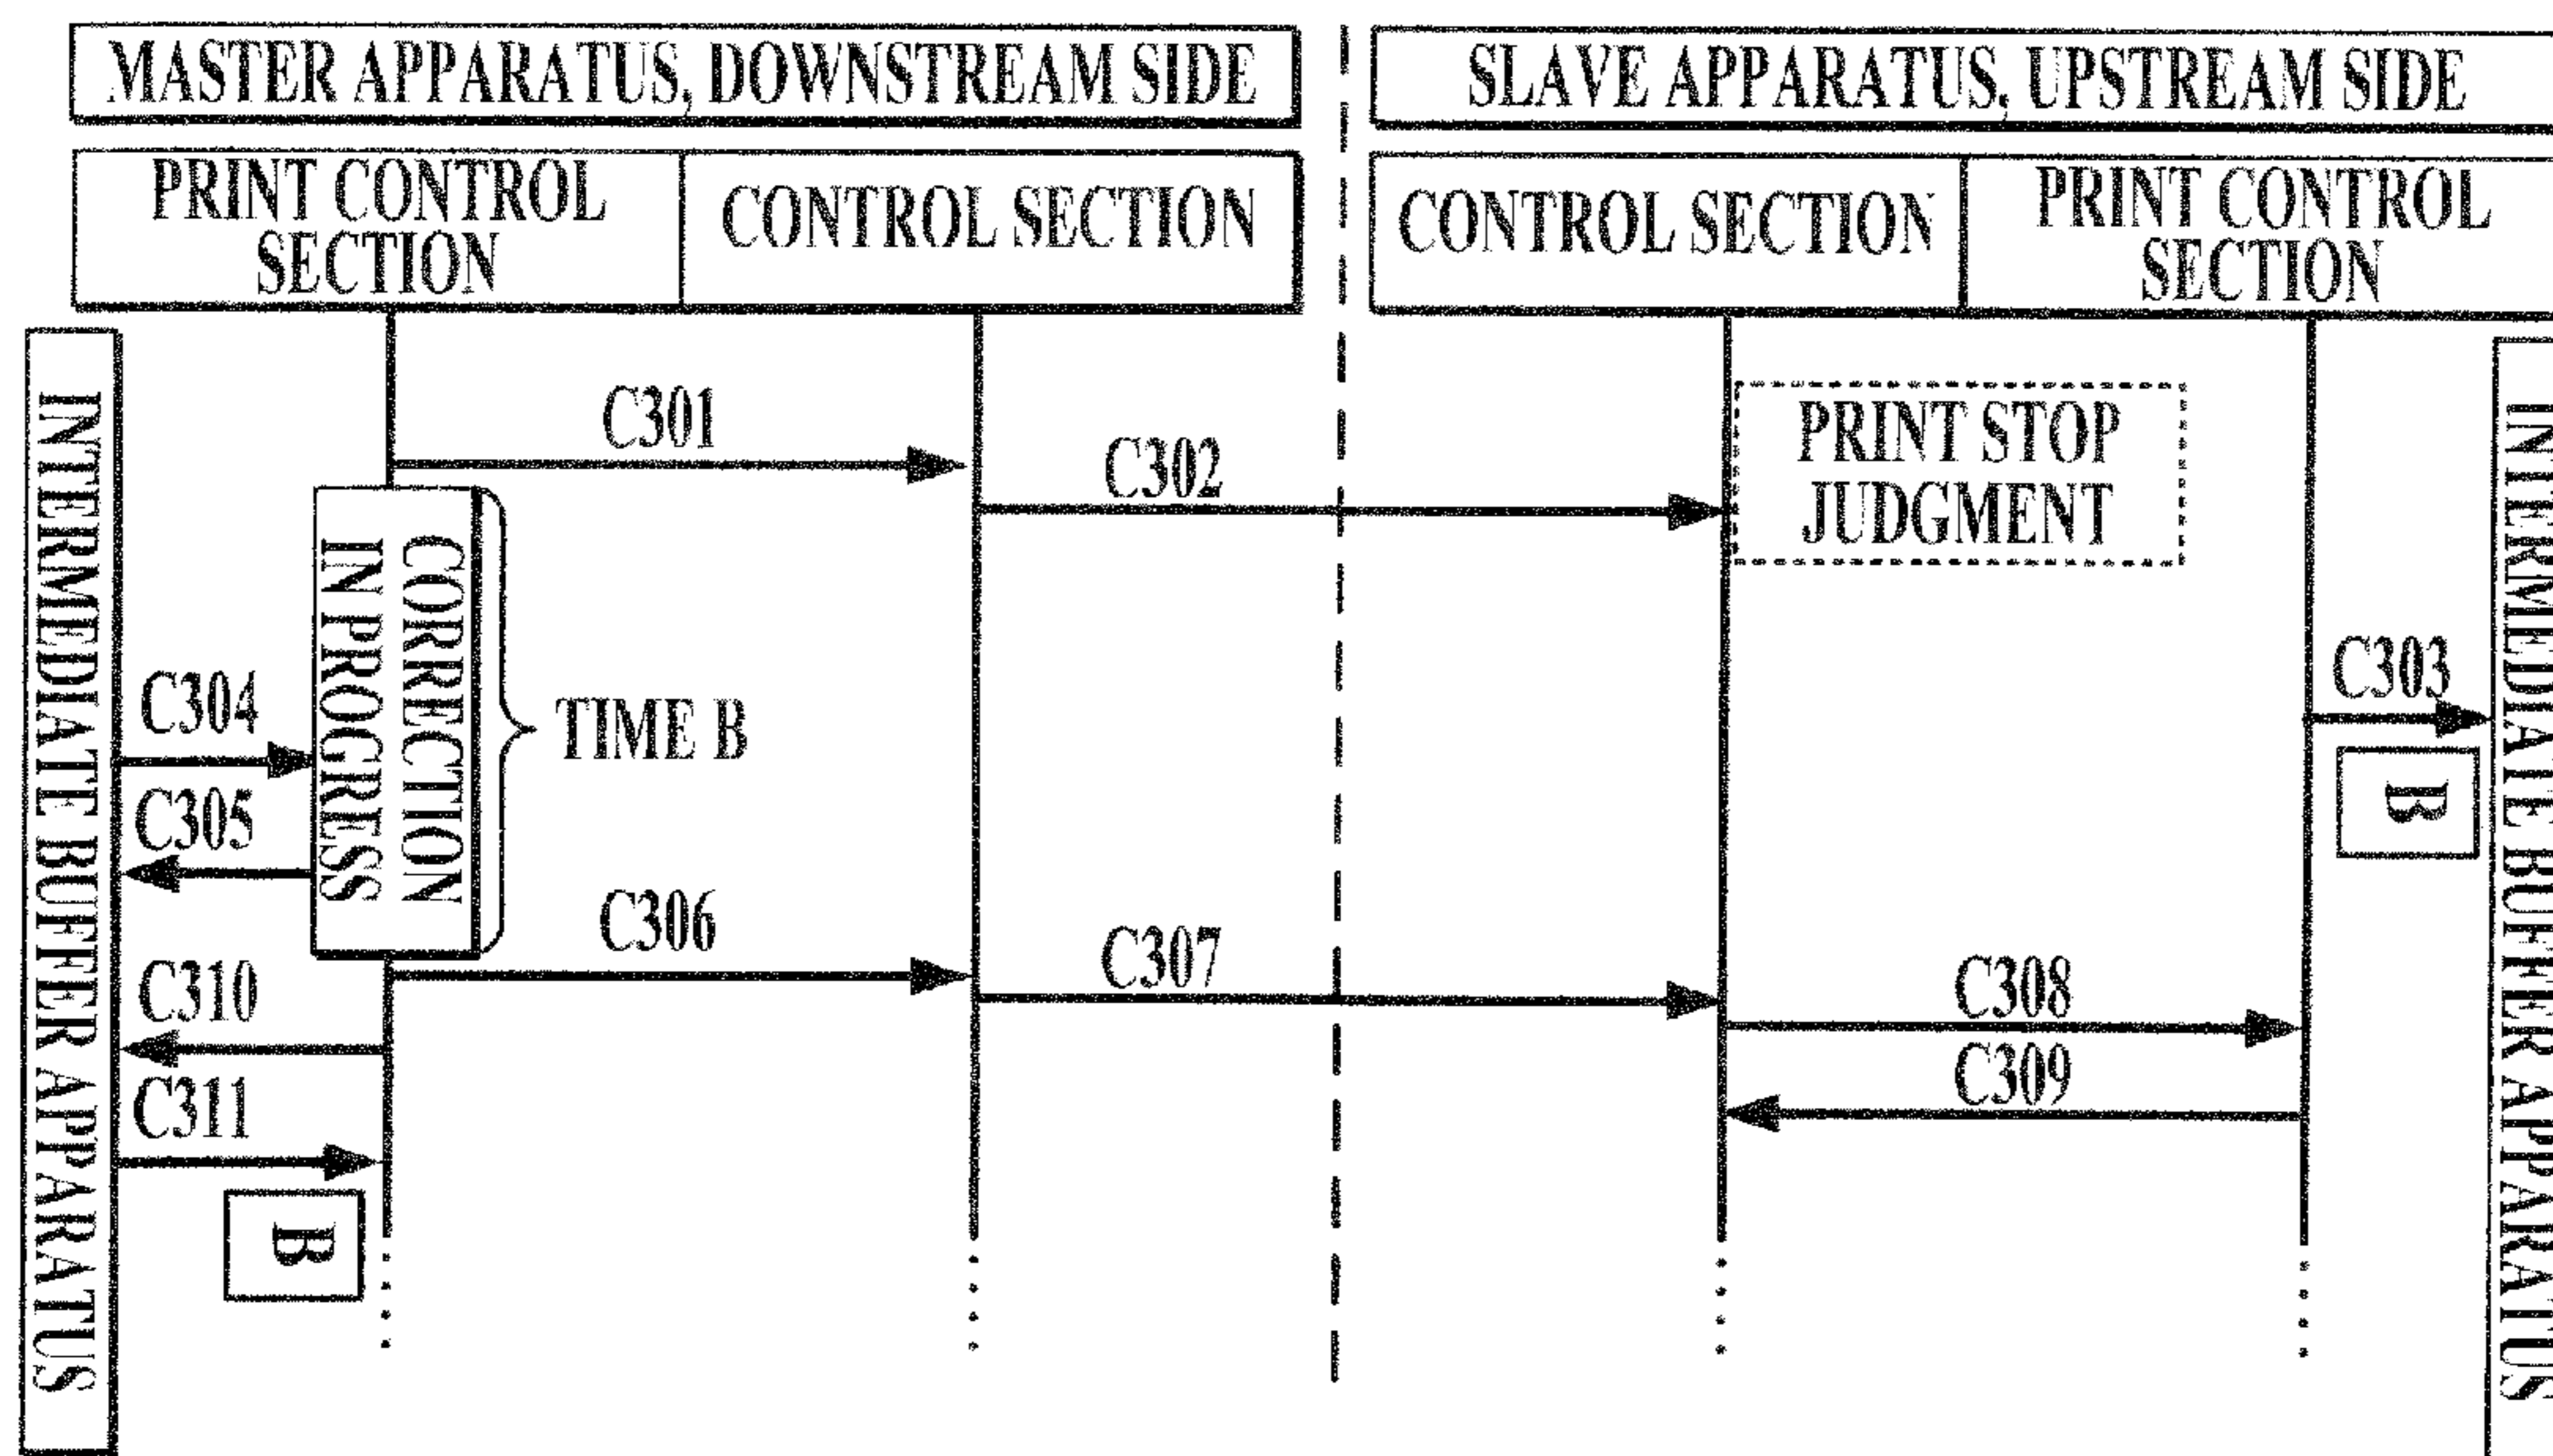 MASTER APPARATUS, DOWNSTREAM SIDE
SLAVE APPARATUS, UPSTREAM SIDE
PRINT CONTROL
SECTION
CONTROL SECTION
CONTROL SECTION
PRINT CONTROL
SECTION
INTERMEDIATE BUFFER APPARATUS
C301
C302
PRINT STOP
JUDGMENT
CORRECTION
IN PROGRESS
TIME B
C303
B
C304
C305
C306
C307
C308
C309
C310
C311
B
INTERMEDIATE BUFFER APPARATUS